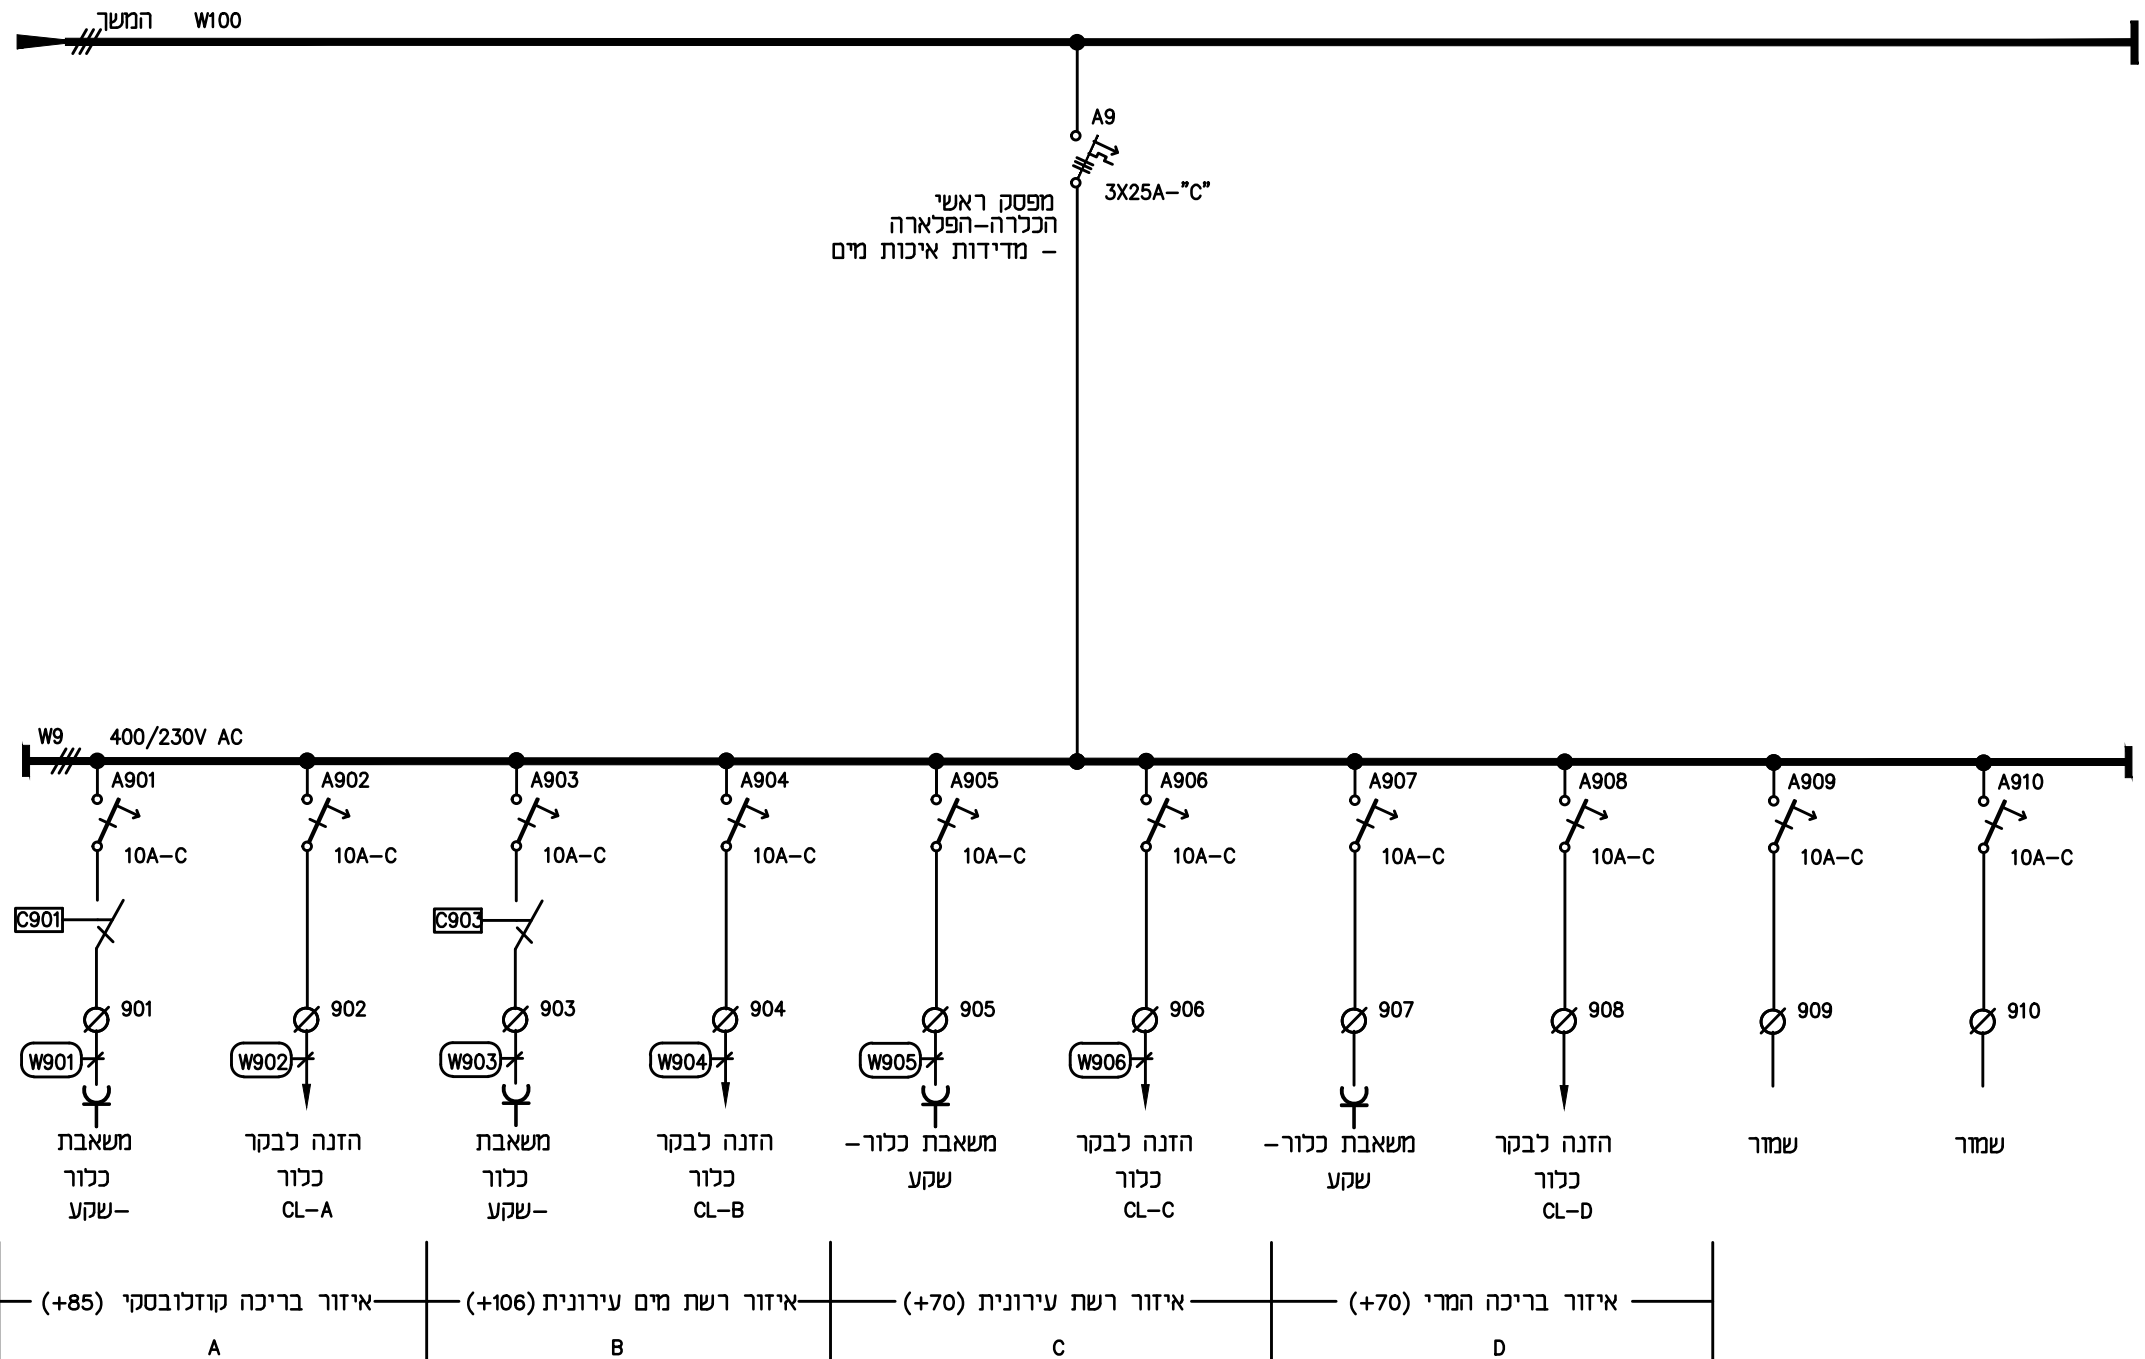 המשך W100
A9
3X25A-"C"
מפסק ראשי
הכלרה-הפלארה
- מדידות איכות מים
W9 400/230V AC
A901 A902 A903 A904 A905 A906 A907 A908 A909 A910
10A-C 10A-C 10A-C 10A-C 10A-C 10A-C 10A-C 10A-C 10A-C 10A-C
C901 C903
901 902 903 904 905 906 907 908 909 910
W901 W902 W903 W904 W905 W906
משאבת
כלור
-שקע
הזנה לבקר
כלור
CL-A
משאבת
כלור
-שקע
הזנה לבקר
כלור
CL-B
משאבת כלור-
שקע
הזנה לבקר
כלור
CL-C
משאבת כלור-
שקע
הזנה לבקר
כלור
CL-D
שמור
שמור
איזור בריכה קוזלובסקי (+85)
A
איזור רשת מים עירונית (+106)
B
איזור רשת עירונית (+70)
C
איזור בריכה המרי (+70)
D